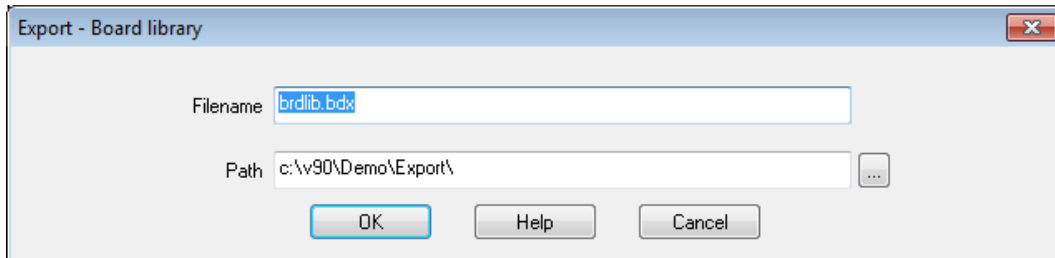 Export - Board library
Filename brdlib.bdx
Path c:\v90\Demo\Export\ ...
OK Help Cancel